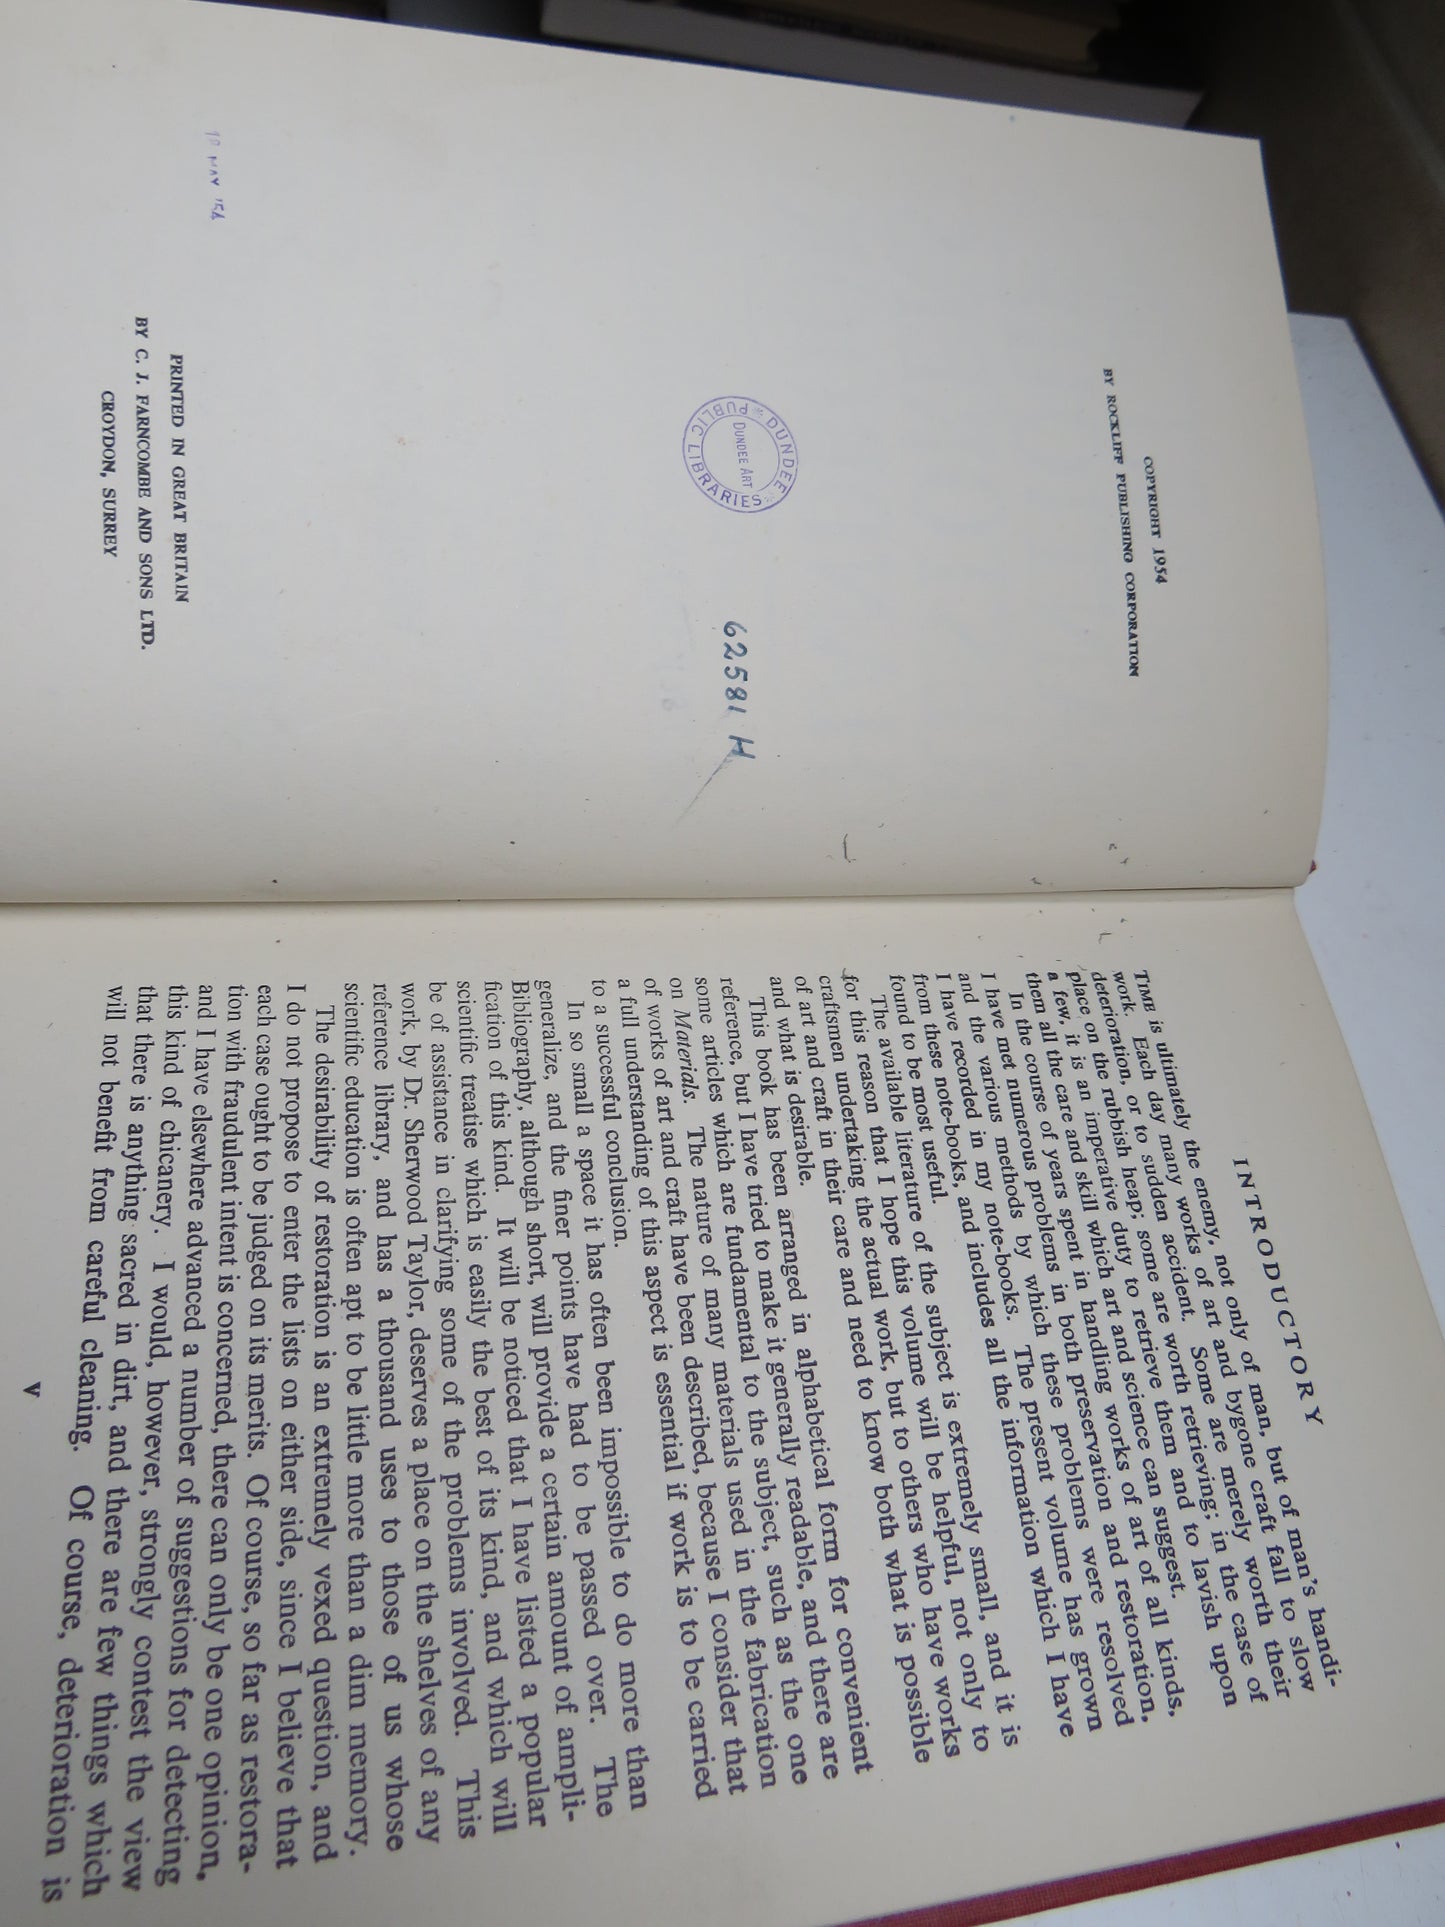 COPYRIGHT 1954
BY ROCKLIFF PUBLISHING CORPORATION
DUNDEE
PUBLIC LIBRARIES
DUNDEE ART
62581 H
10 MAY '54
PRINTED IN GREAT BRITAIN
BY C. J. FARNCOMBE AND SONS LTD.
CROYDON, SURREY
INTRODUCTORY
TIME is ultimately the enemy, not only of man, but of man's handi-
work. Each day many works of art and bygone craft fall to slow
deterioration, or to sudden accident. Some are merely worth their
place on the rubbish heap; some are worth retrieving; in the case of
a few, it is an imperative duty to retrieve them and to lavish upon
them all the care and skill which art and science can suggest.
In the course of years spent in handling works of art of all kinds,
I have met numerous problems in both preservation and restoration,
and the various methods by which these problems were resolved
I have recorded in my note-books. The present volume has grown
from these note-books, and includes all the information which I have
found to be most useful.
The available literature of the subject is extremely small, and it is
for this reason that I hope this volume will be helpful, not only to
craftsmen undertaking the actual work, but to others who have works
of art and craft in their care and need to know both what is possible
and what is desirable.
This book has been arranged in alphabetical form for convenient
reference, but I have tried to make it generally readable, and there are
some articles which are fundamental to the subject, such as the one
on Materials. The nature of many materials used in the fabrication
of works of art and craft have been described, because I consider that
a full understanding of this aspect is essential if work is to be carried
to a successful conclusion.
In so small a space it has often been impossible to do more than
generalize, and the finer points have had to be passed over. The
Bibliography, although short, will provide a certain amount of ampli-
fication of this kind. It will be noticed that I have listed a popular
scientific treatise which is easily the best of its kind, and which will
be of assistance in clarifying some of the problems involved. This
work, by Dr. Sherwood Taylor, deserves a place on the shelves of any
reference library, and has a thousand uses to those of us whose
scientific education is often apt to be little more than a dim memory.
The desirability of restoration is an extremely vexed question, and
I do not propose to enter the lists on either side, since I believe that
each case ought to be judged on its merits. Of course, so far as restora-
tion with fraudulent intent is concerned, there can only be one opinion,
and I have elsewhere advanced a number of suggestions for detecting
this kind of chicanery. I would, however, strongly contest the view
that there is anything sacred in dirt, and there are few things which
will not benefit from careful cleaning. Of course, deterioration is
v